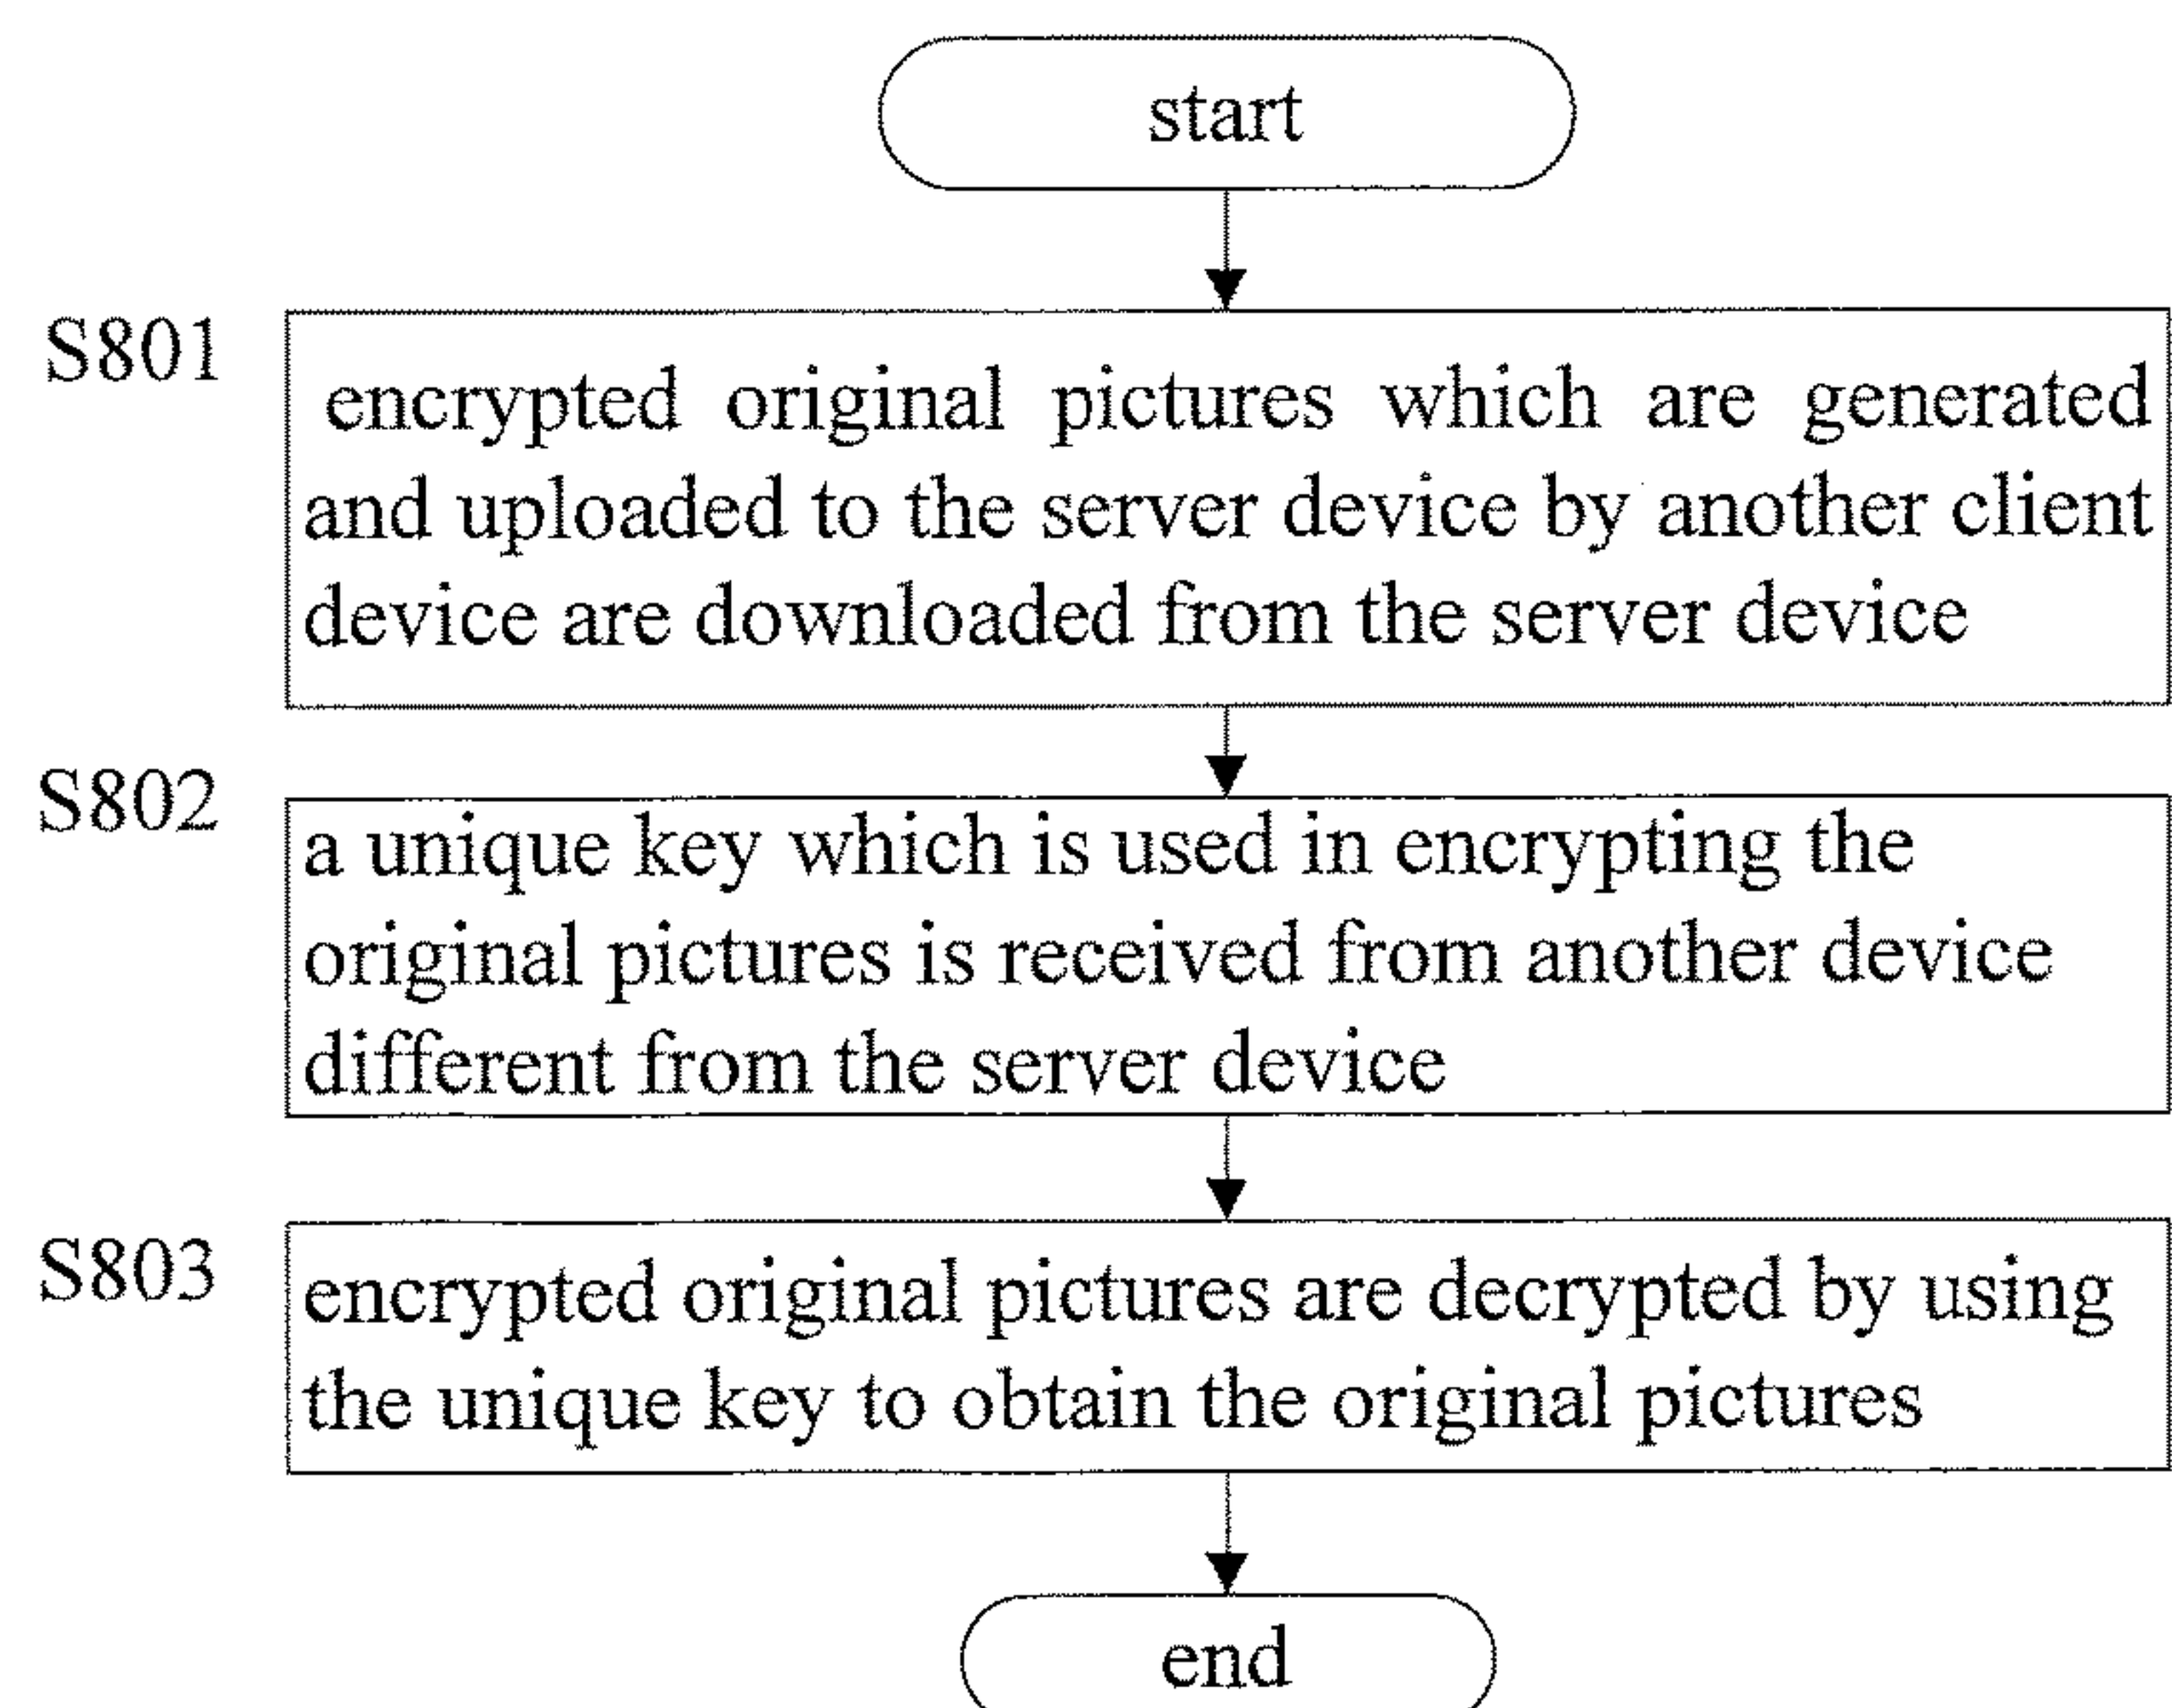 start
S801
encrypted original pictures which are generated
and uploaded to the server device by another client
device are downloaded from the server device
S802
a unique key which is used in encrypting the
original pictures is received from another device
different from the server device
S803
encrypted original pictures are decrypted by using
the unique key to obtain the original pictures
end